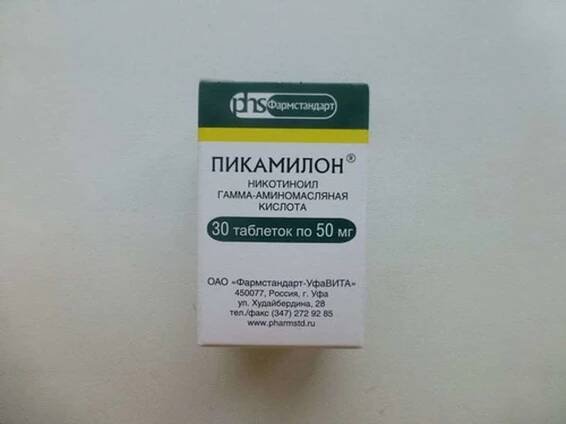 phs Фармстандарт
ПИКАМИЛОН®
НИКОТИНОИЛ
ГАММА-АМИНОМАСЛЯНАЯ
КИСЛОТА
30 таблеток по 50 мг
ОАО «Фармстандарт-УфаВИТА»
450077, Россия, г. Уфа
ул. Худайбердина, 28
тел./факс (347) 272 92 85
www.pharmstd.ru